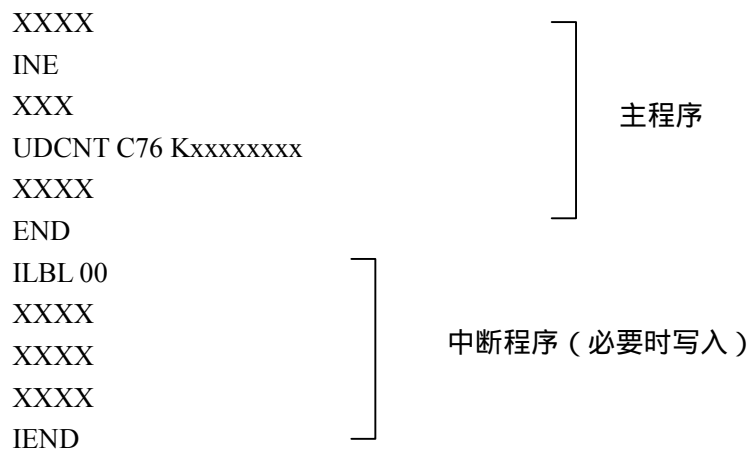 XXXX
INE
XXX
主程序
UDCNT C76 Kxxxxxxxx
XXXX
END
ILBL 00
XXXX
中断程序（必要时写入）
XXXX
XXXX
IEND